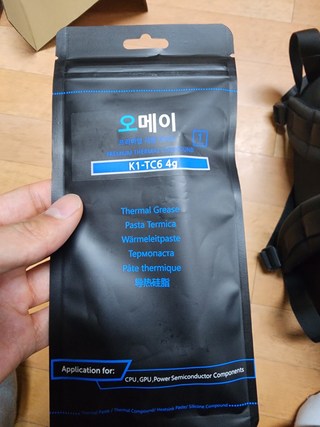 오메이
K1-TC6 4g
Thermal Grease
Pasta Termica
Wärmeleitpaste
Термопаста
Pâte thermique
导热硅脂
Application for:
CPU, GPU, Power Semiconductor Components